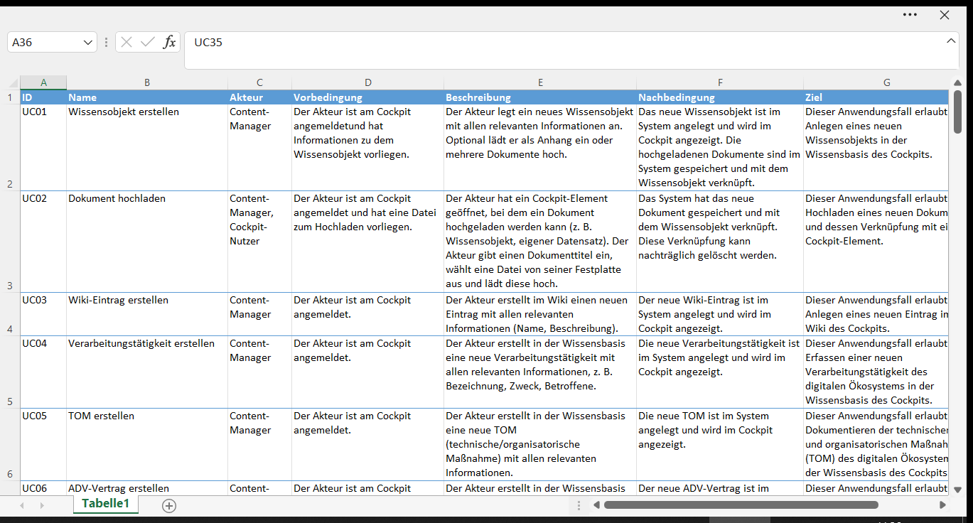 A36
fx
UC35
A B C D E F G
1 ID Name Akteur Vorbedingung Beschreibung Nachbedingung Ziel
UC01
Wissensobjekt erstellen
Content-
Manager
Der Akteur ist am Cockpit
angemeldetund hat
Informationen zu dem
Wissensobjekt vorliegen.
Der Akteur legt ein neues Wissensobjekt
mit allen relevanten Informationen an.
Optional lädt er als Anhang ein oder
mehrere Dokumente hoch.
Das neue Wissensobjekt ist im
System angelegt und wird im
Cockpit angezeigt. Die
hochgeladenen Dokumente sind im
System gespeichert und mit dem
Wissensobjekt verknüpft.
Dieser Anwendungsfall erlaubt
Anlegen eines neuen
Wissensobjekts in der
Wissensbasis des Cockpits.
2
UC02
Dokument hochladen
Content-
Manager,
Cockpit-
Nutzer
Der Akteur ist am Cockpit
angemeldet und hat eine Datei
zum Hochladen vorliegen.
Der Akteur hat ein Cockpit-Element
geöffnet, bei dem ein Dokument
hochgeladen werden kann (z. B.
Wissensobjekt, eigener Datensatz). Der
Akteur gibt einen Dokumenttitel ein,
wählt eine Datei von seiner Festplatte
aus und lädt diese hoch.
Das System hat das neue
Dokument gespeichert und mit
dem Wissensobjekt verknüpft.
Diese Verknüpfung kann
nachträglich gelöscht werden.
Dieser Anwendungsfall erlaubt
Hochladen eines neuen Dokum
und dessen Verknüpfung mit ei
Cockpit-Element.
3
UC03
Wiki-Eintrag erstellen
Content-
Manager
Der Akteur ist am Cockpit
angemeldet.
Der Akteur erstellt im Wiki einen neuen
Eintrag mit allen relevanten
Informationen (Name, Beschreibung).
Der neue Wiki-Eintrag ist im
System angelegt und wird im
Cockpit angezeigt.
Dieser Anwendungsfall erlaubt
Anlegen eines neuen Eintrag in
Wiki des Cockpits.
4
UC04
Verarbeitungstätigkeit erstellen
Content-
Manager
Der Akteur ist am Cockpit
angemeldet.
Der Akteur erstellt in der Wissensbasis
eine neue Verarbeitungstätigkeit mit
allen relevanten Informationen, z. B.
Bezeichnung, Zweck, Betroffene.
Die neue Verarbeitungstätigkeit ist
im System angelegt und wird im
Cockpit angezeigt.
Dieser Anwendungsfall erlaubt
Erfassen einer neuen
Verarbeitungstätigkeit des
digitalen Ökosystems in der
Wissensbasis des Cockpits.
5
UC05
TOM erstellen
Content-
Manager
Der Akteur ist am Cockpit
angemeldet.
Der Akteur erstellt in der Wissensbasis
eine neue TOM
(technische/organisatorische
Maßnahme) mit allen relevanten
Informationen.
Die neue TOM ist im System
angelegt und wird im Cockpit
angezeigt.
Dieser Anwendungsfall erlaubt
Dokumentieren der technischer
und organisatorischen Maßnah
(TOM) des digitalen Ökosysten
der Wissensbasis des Cockpits
6
UC06
ADV-Vertrag erstellen
Content-
Der Akteur ist am Cockpit
Der Akteur erstellt in der Wissensbasis
Der neue ADV-Vertrag ist im
Dieser Anwendungsfall erlaubt
Tabelle1